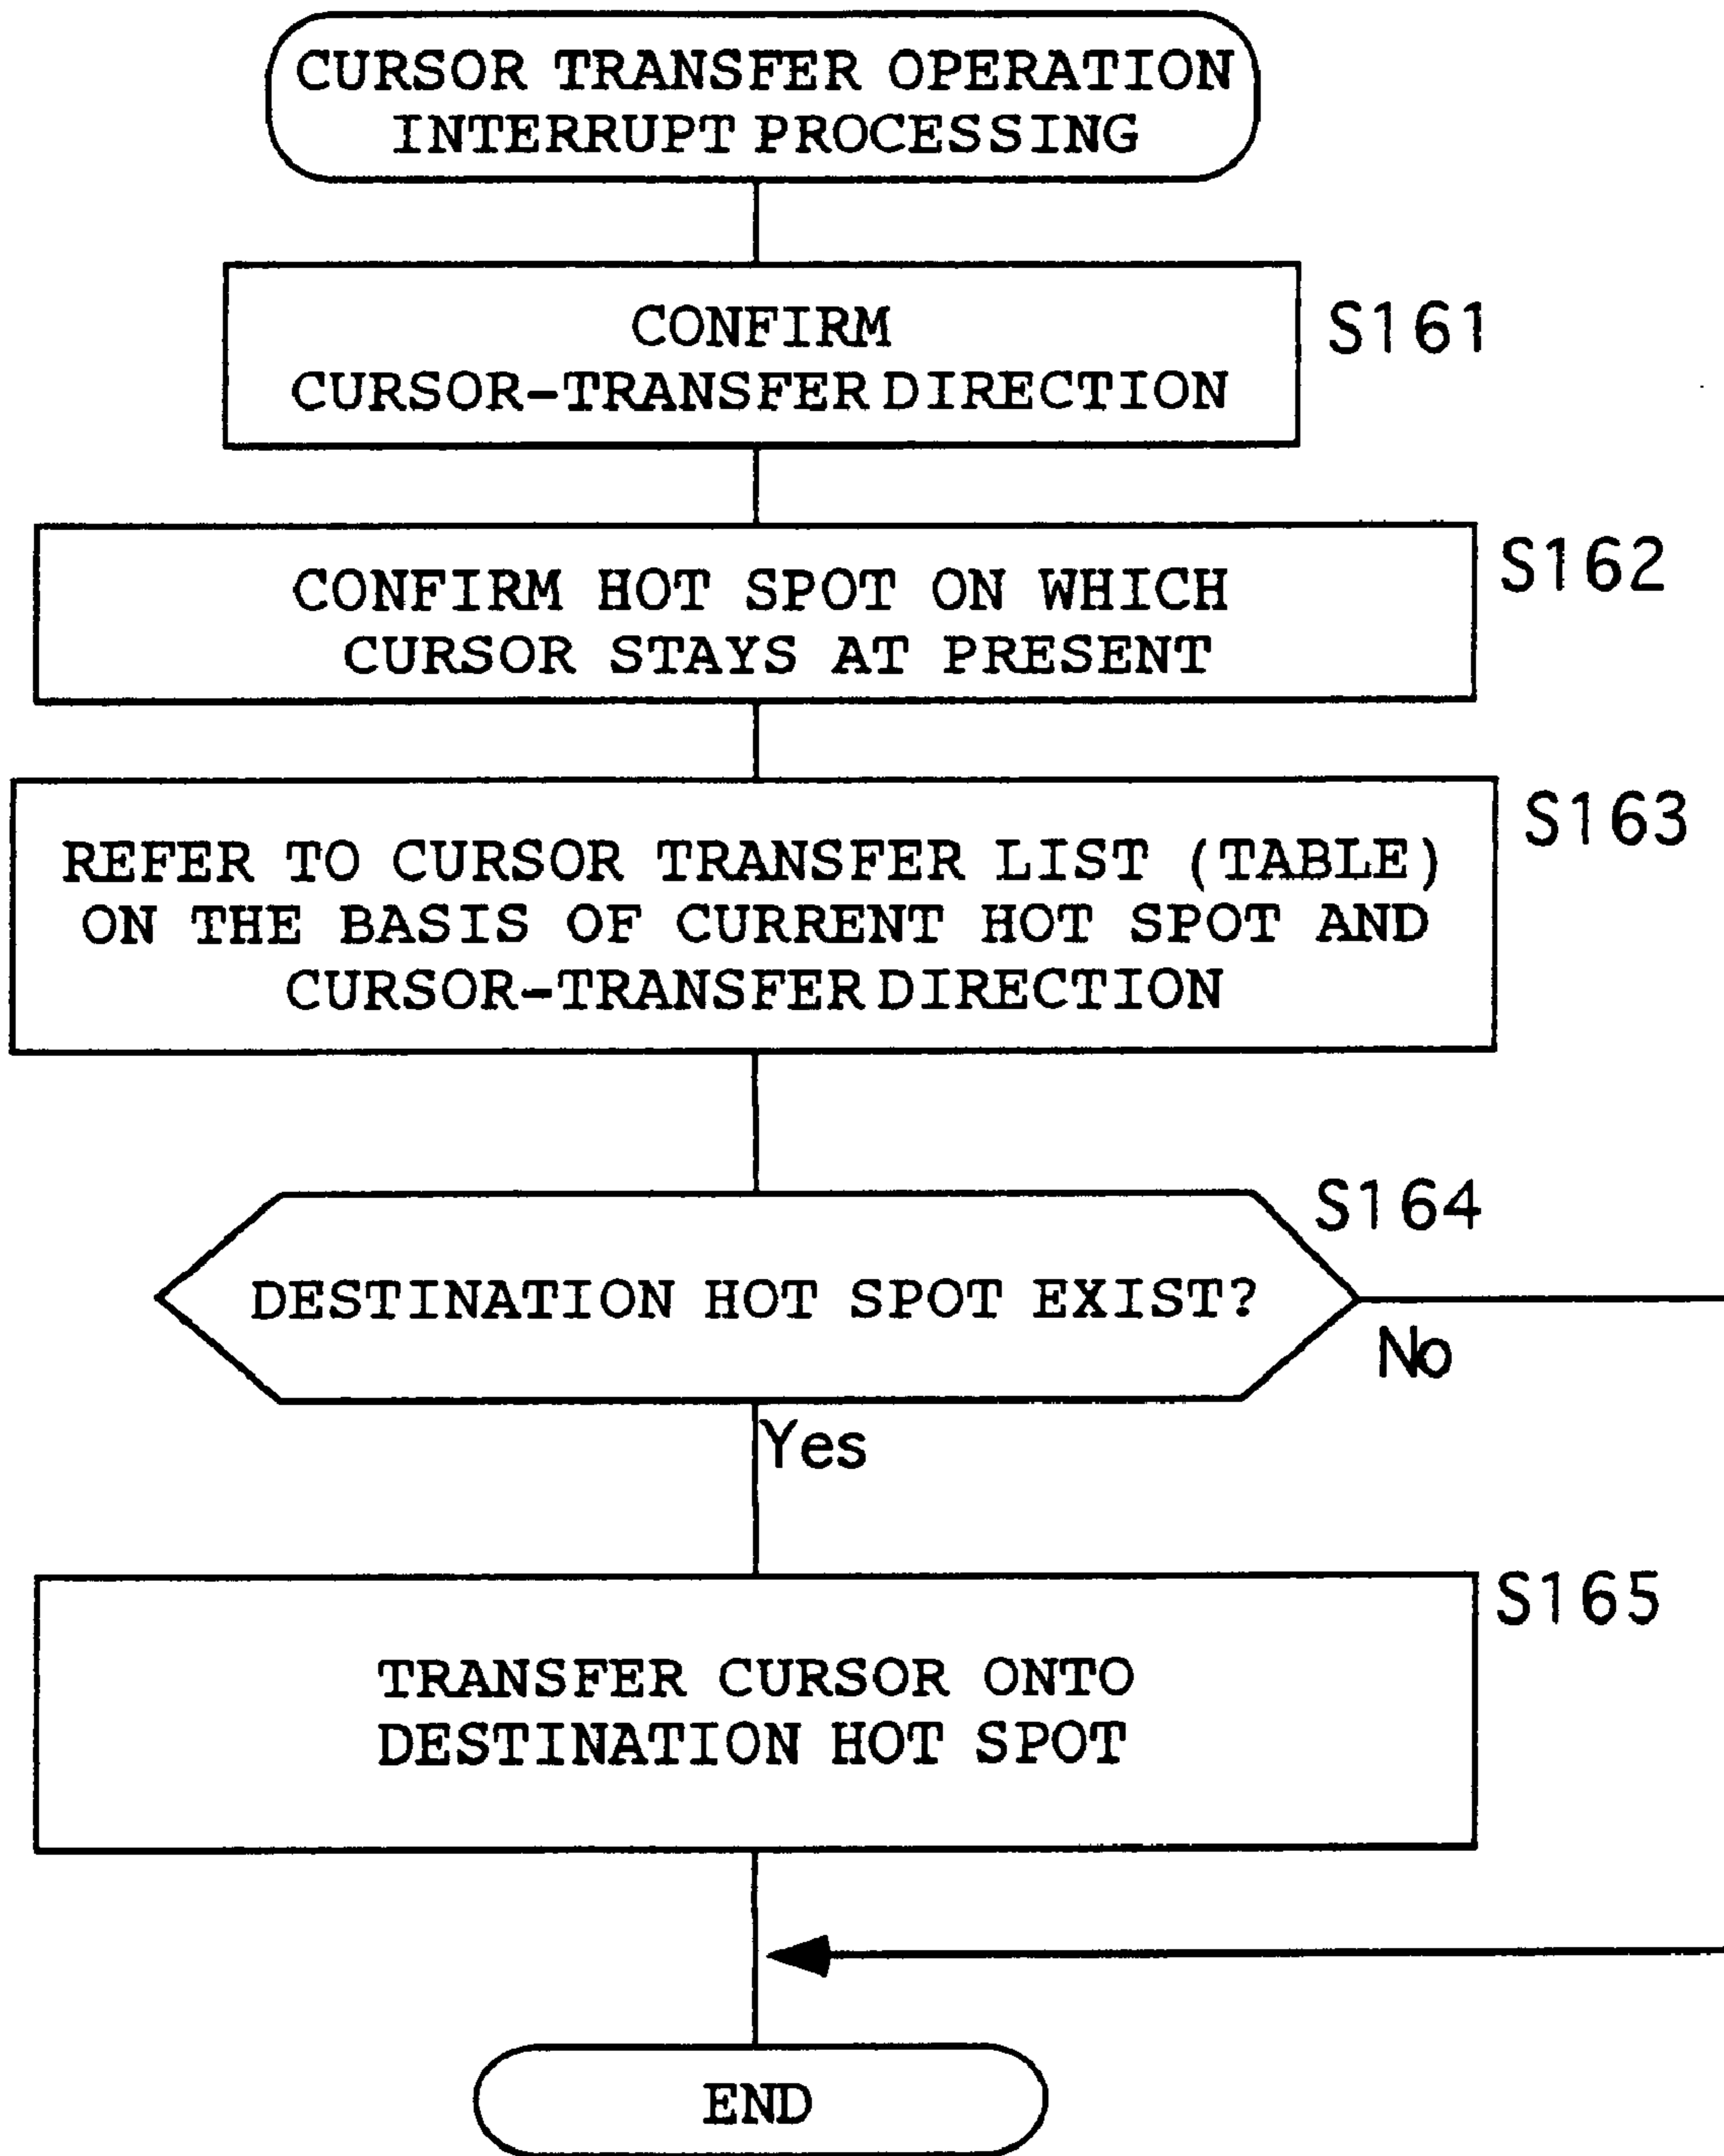 CURSOR TRANSFER OPERATION
INTERRUPT PROCESSING
CONFIRM
CURSOR-TRANSFER DIRECTION
S161
CONFIRM HOT SPOT ON WHICH
CURSOR STAYS AT PRESENT
S162
REFER TO CURSOR TRANSFER LIST (TABLE)
ON THE BASIS OF CURRENT HOT SPOT AND
CURSOR-TRANSFER DIRECTION
S163
DESTINATION HOT SPOT EXIST?
S164
No
Yes
TRANSFER CURSOR ONTO
DESTINATION HOT SPOT
S165
END